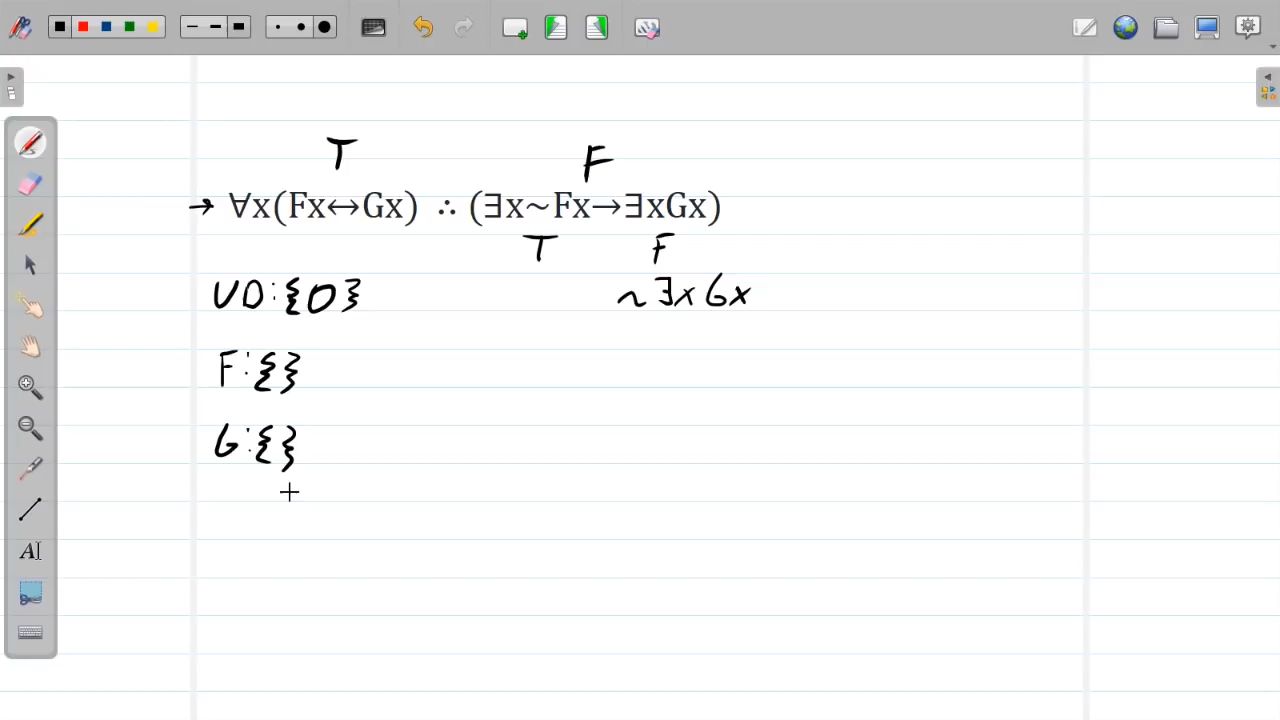 T F
→ ∀x(Fx↔Gx) ∴ (∃x~Fx→∃xGx)
T F
UD:{0} ~∃xGx
F:{}
G:{}
A